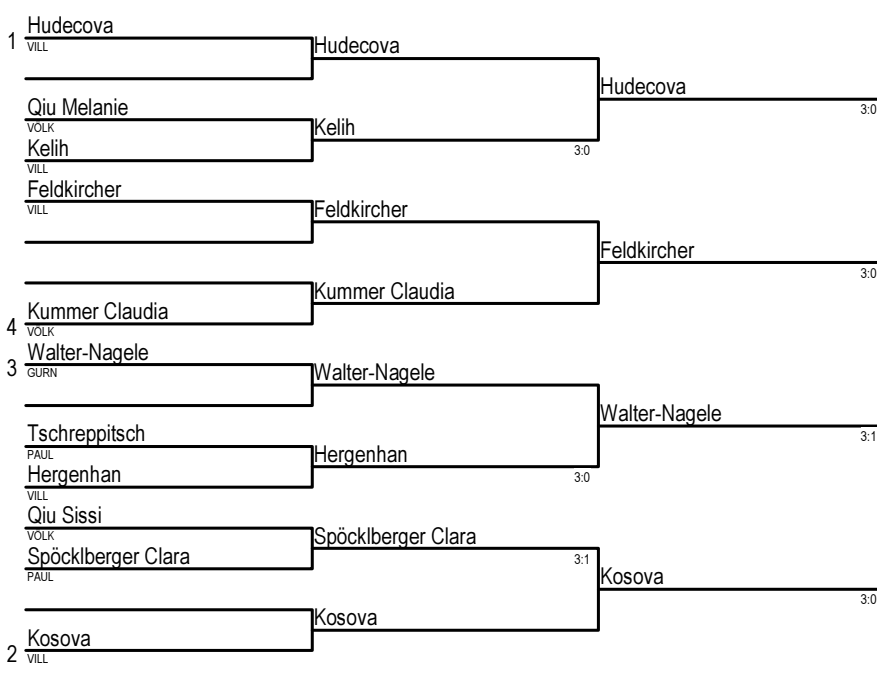 Hudecova
1
VILL
Hudecova
Hudecova
3:0
Qiu Melanie
VÖLK
Kelih
3:0
Kelih
VILL
Feldkircher
VILL
Feldkircher
Feldkircher
3:0
Kummer Claudia
Kummer Claudia
4
VÖLK
Walter-Nagele
3
GURN
Walter-Nagele
Walter-Nagele
3:1
Tschreppitsch
PAUL
Hergenhan
3:0
Hergenhan
VILL
Qiu Sissi
VÖLK
Spöcklberger Clara
3:1
Spöcklberger Clara
PAUL
Kosova
3:0
Kosova
Kosova
2
VILL